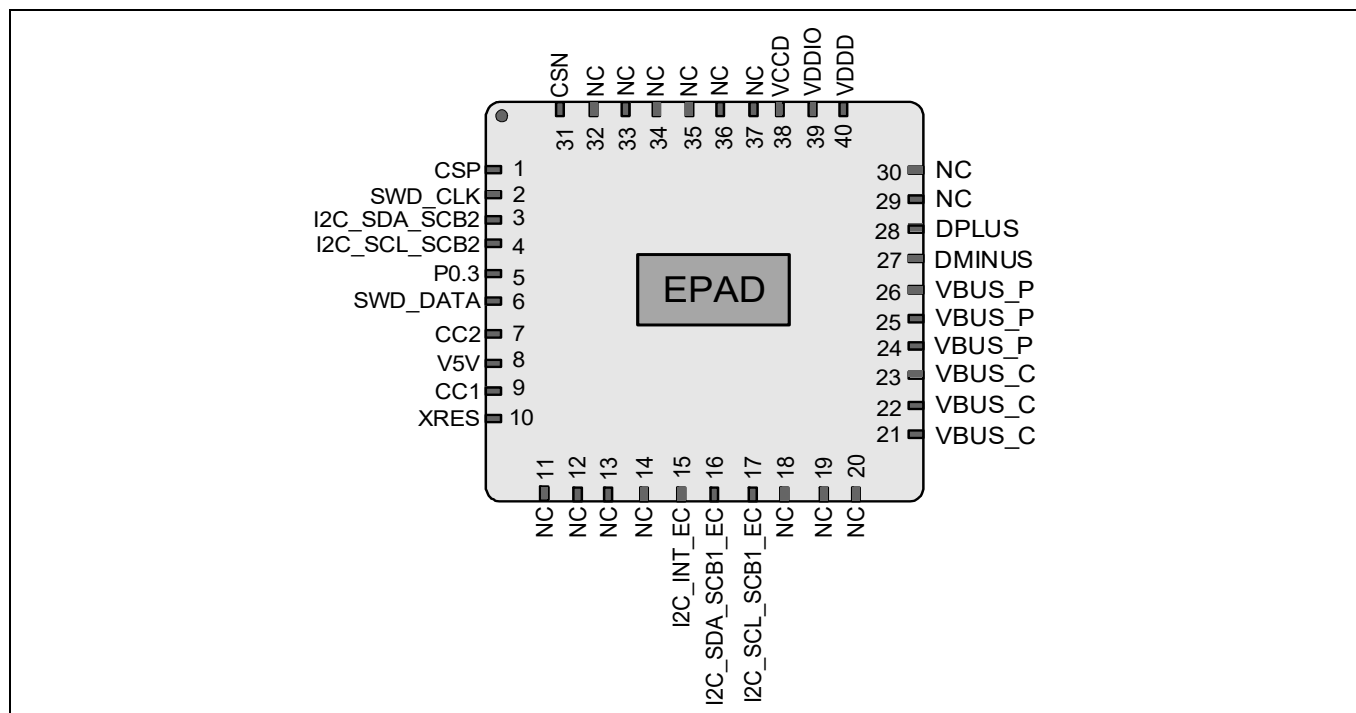 CSN NC NC NC NC NC NC VCCD VDDIO VDDD
31 32 33 34 35 36 37 38 39 40
CSP 1
SWD_CLK 2
I2C_SDA_SCB2 3
I2C_SCL_SCB2 4
P0.3 5
SWD_DATA 6
CC2 7
V5V 8
CC1 9
XRES 10
EPAD
30 NC
29 NC
28 DPLUS
27 DMINUS
26 VBUS_P
25 VBUS_P
24 VBUS_P
23 VBUS_C
22 VBUS_C
21 VBUS_C
11 12 13 14 15 16 17 18 19 20
NC NC NC NC I2C_INT_EC I2C_SDA_SCB1_EC I2C_SCL_SCB1_EC NC NC NC